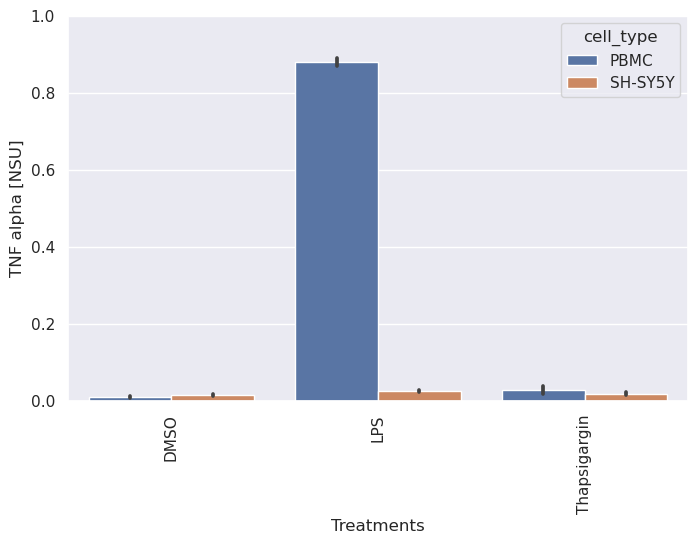 cell_type
PBMC
SH-SY5Y
TNF alpha [NSU]
1.0
0.8
0.6
0.4
0.2
0.0
DMSO
LPS
Thapsigargin
Treatments